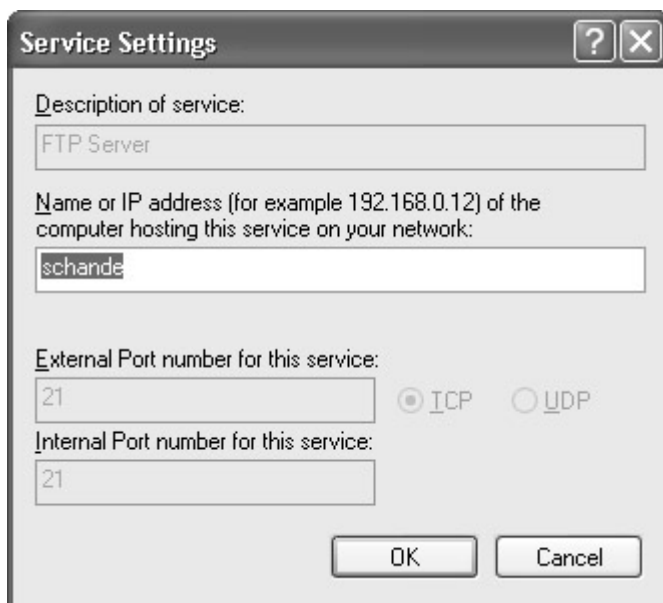 Service Settings
Description of service:
FTP Server
Name or IP address (for example 192.168.0.12) of the
computer hosting this service on your network:
schande
External Port number for this service:
21 TCP UDP
Internal Port number for this service:
21
OK Cancel